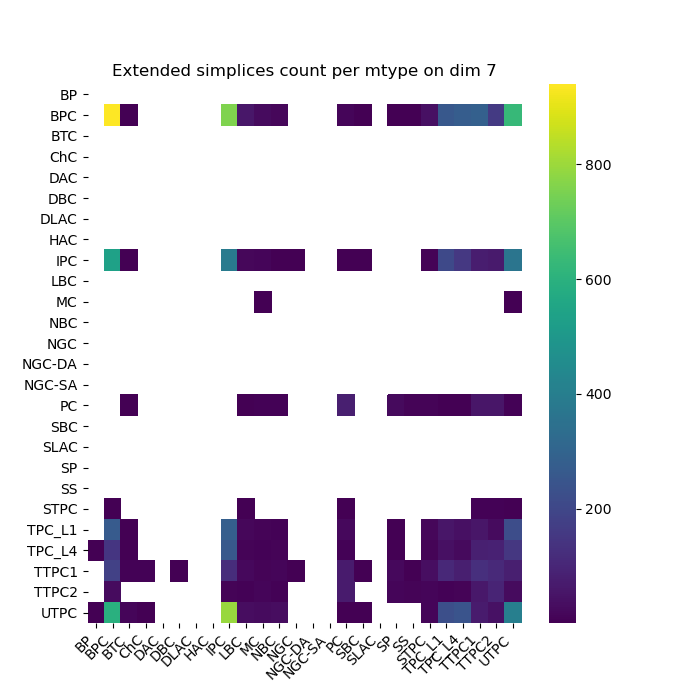 Extended simplices count per mtype on dim 7
BP
BPC
BTC
ChC
DAC
DBC
DLAC
HAC
IPC
LBC
MC
NBC
NGC
NGC-DA
NGC-SA
PC
SBC
SLAC
SP
SS
STPC
TPC_L1
TPC_L4
TTPC1
TTPC2
UTPC
BP
BPC
BTC
ChC
DAC
DBC
DLAC
HAC
IPC
LBC
MC
NBC
NGC
NGC-DA
NGC-SA
PC
SBC
SLAC
SP
SS
STPC
TPC_L1
TPC_L4
TTPC1
TTPC2
UTPC
800
600
400
200